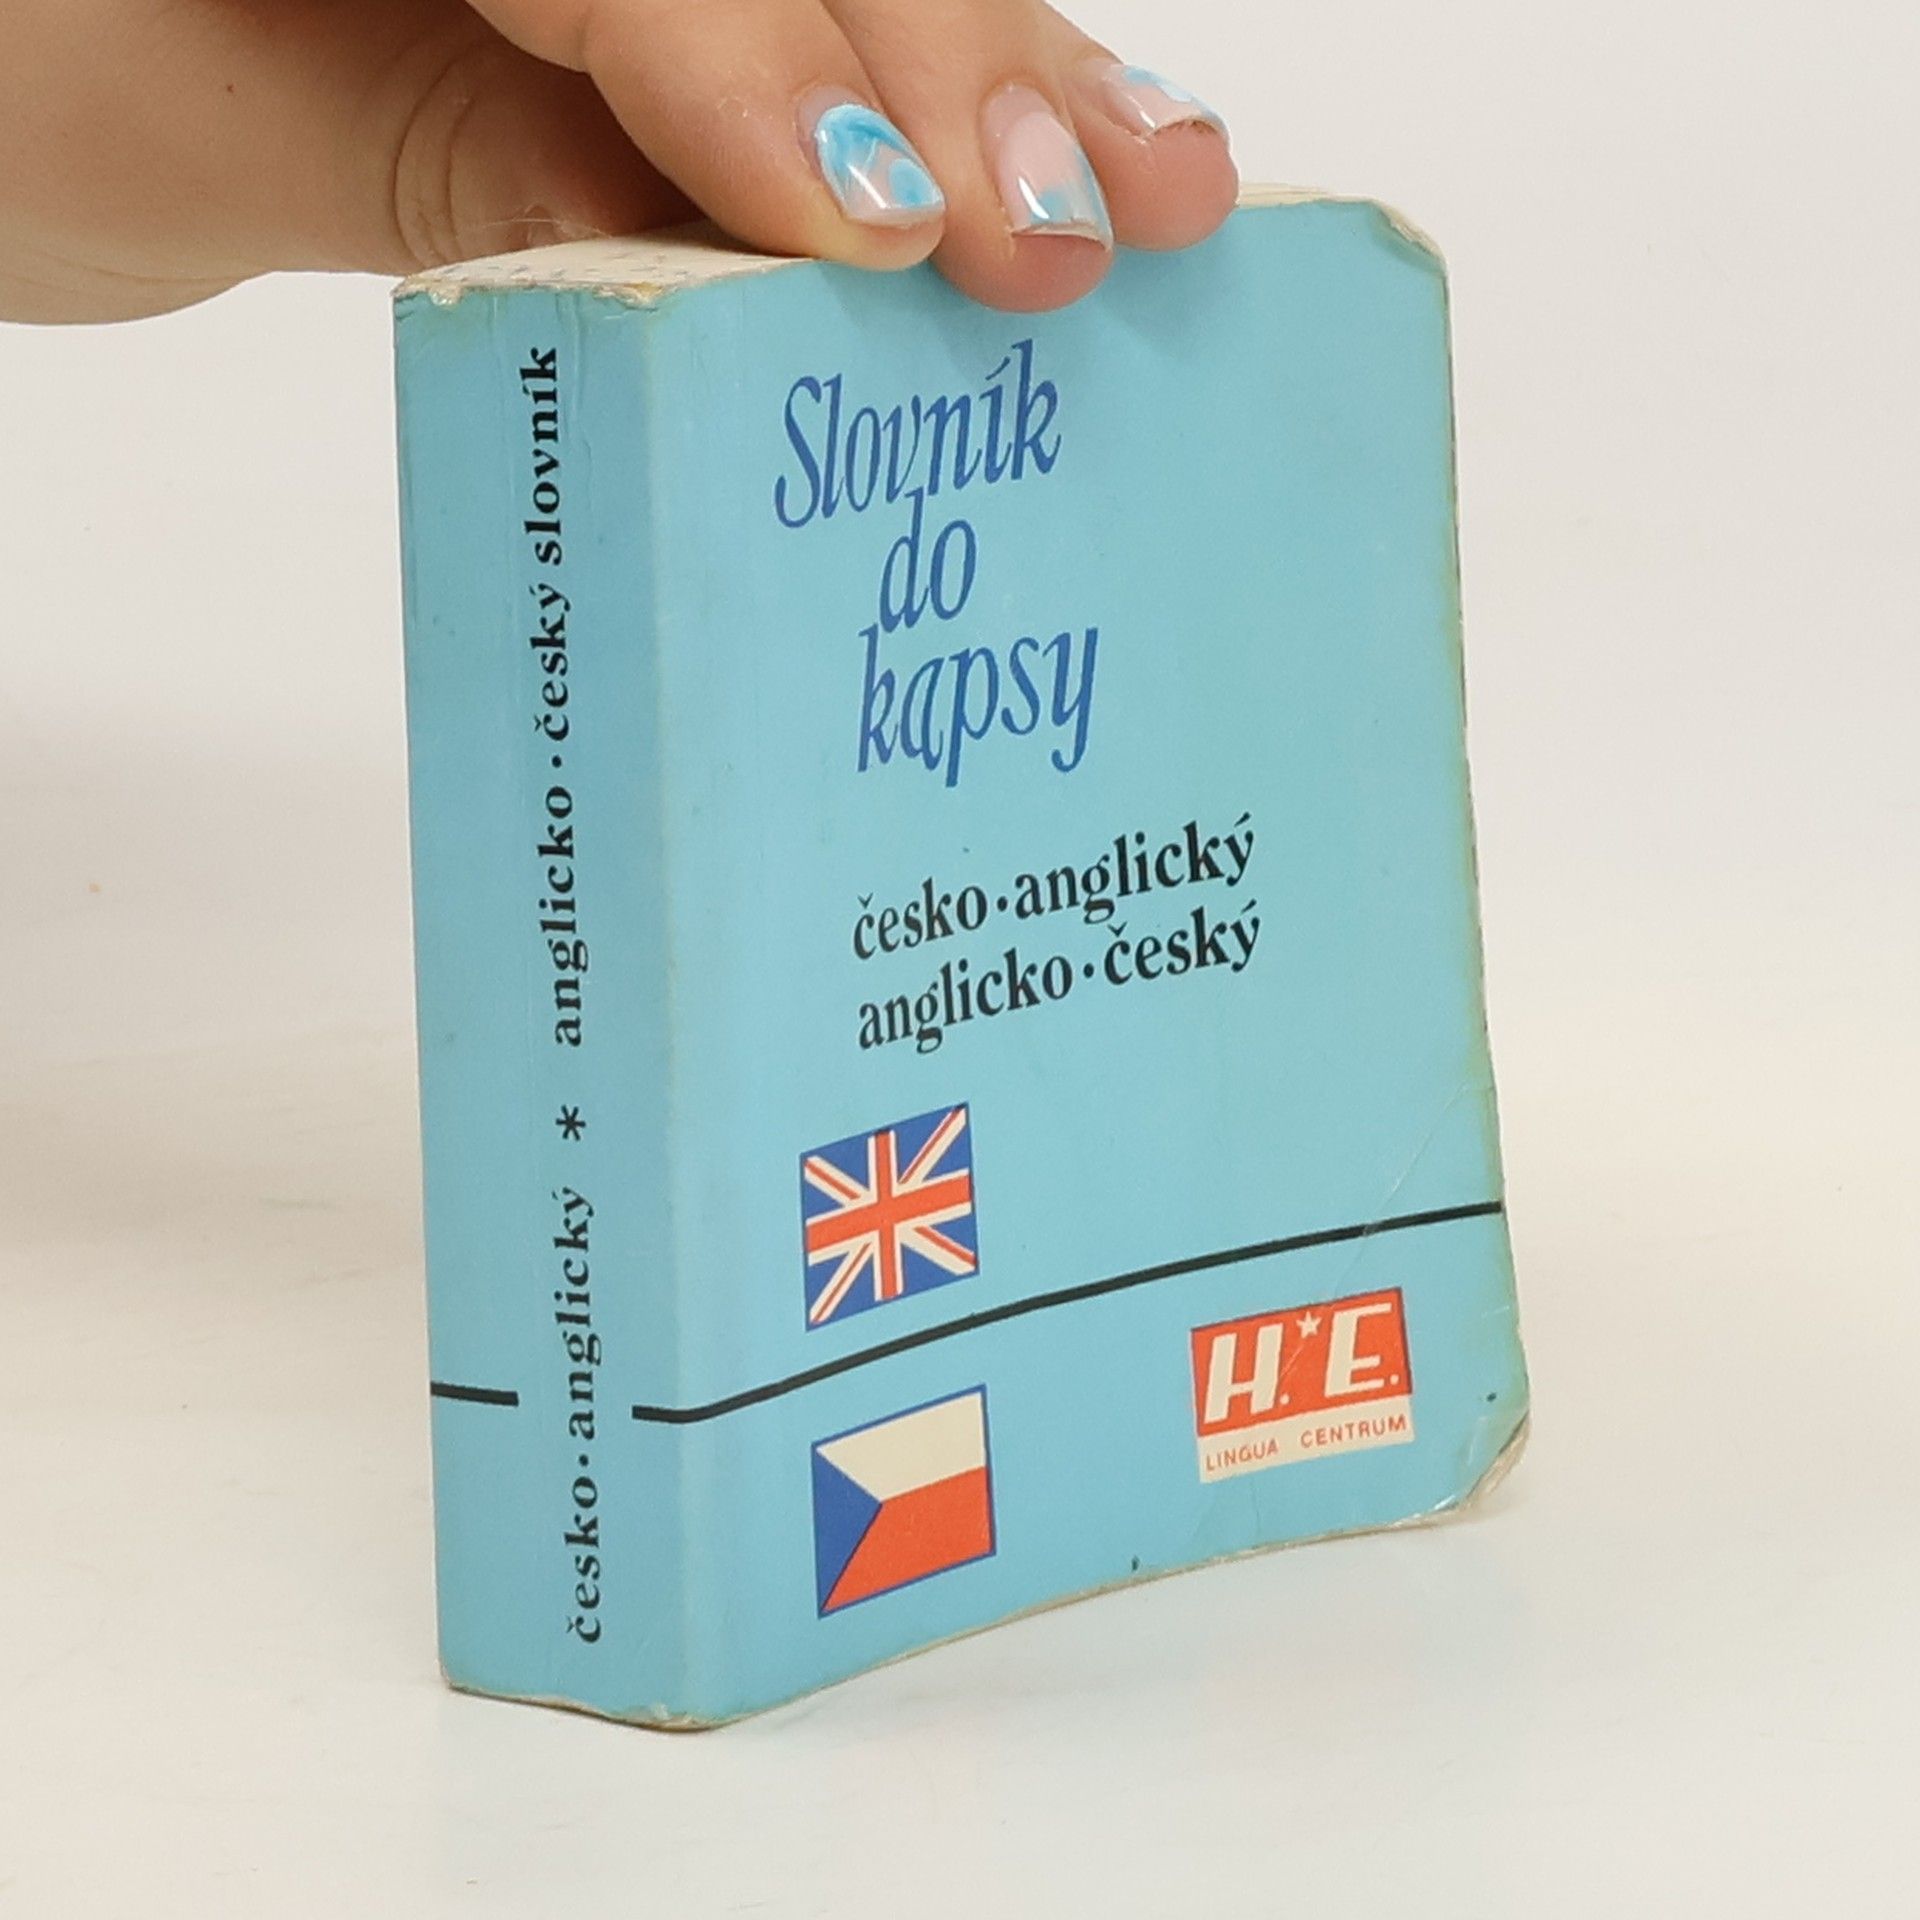 česko·anglický * anglicko·český slovník
Slovník
do
kapsy
česko·anglický
anglicko·český
H.*E.
LINGUA CENTRUM